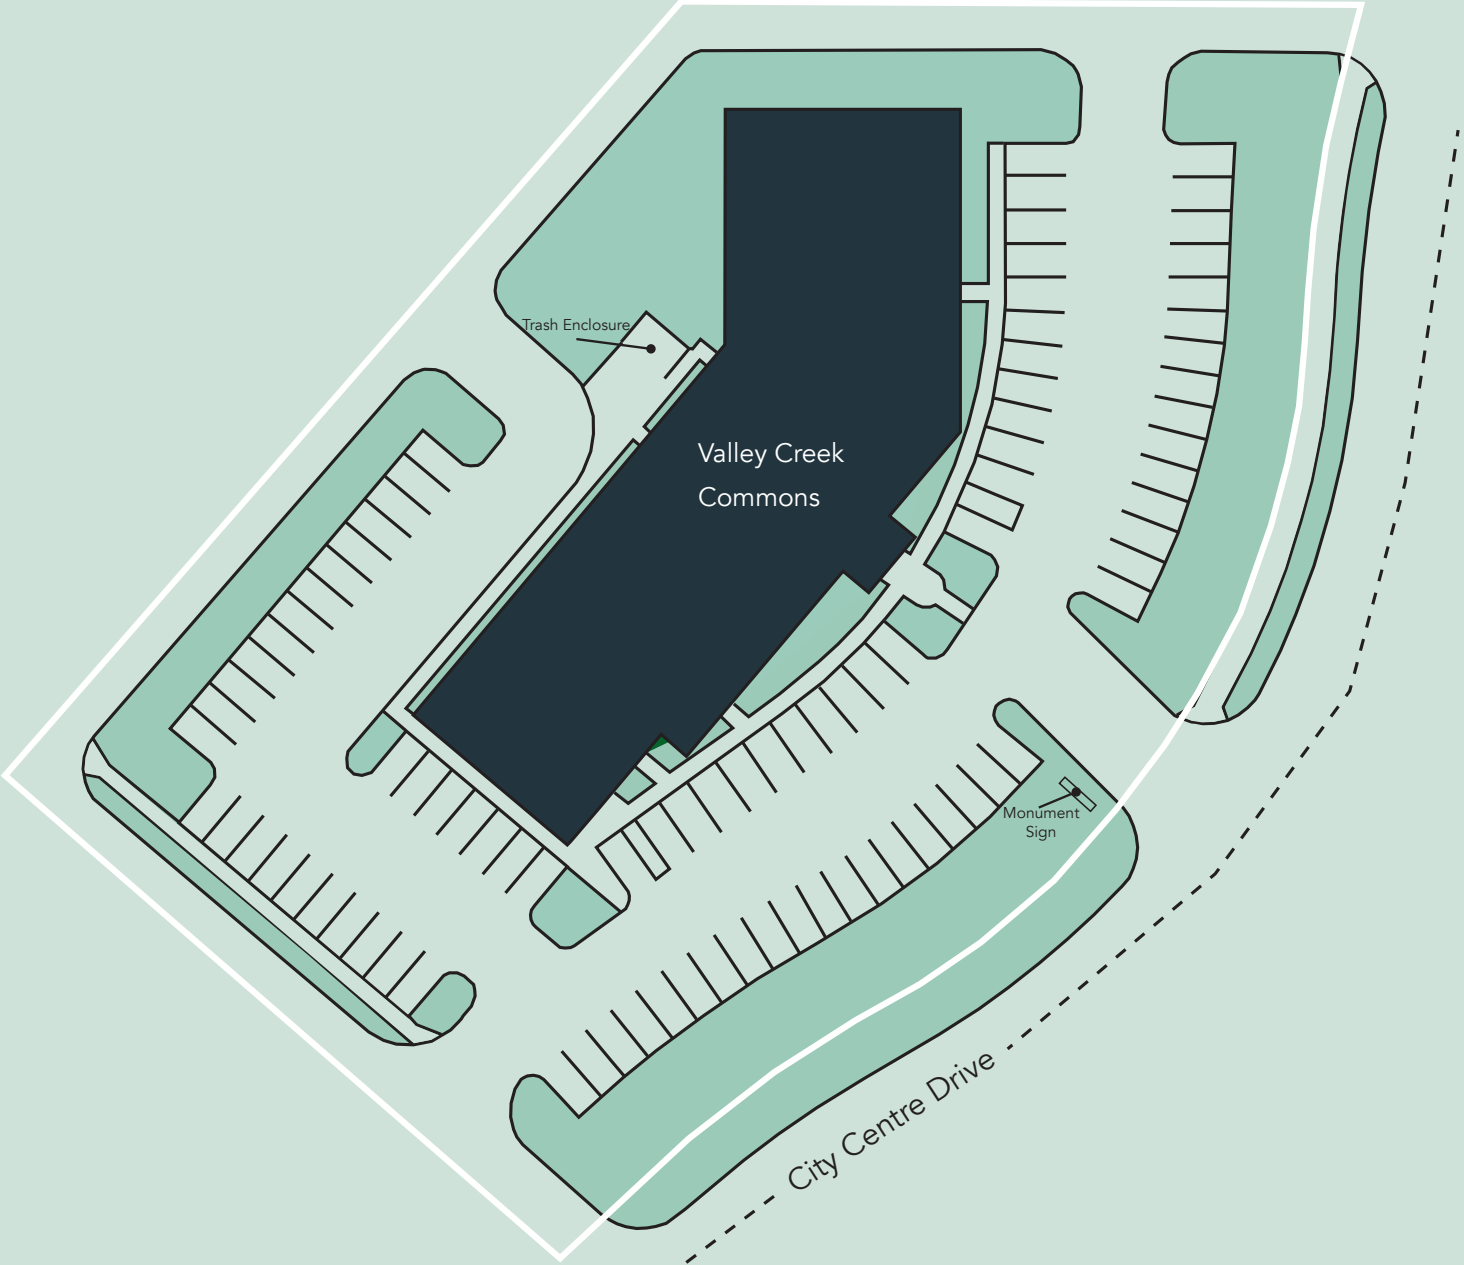 Trash Enclosure
Valley Creek
Commons
Monument
Sign
City Centre Drive